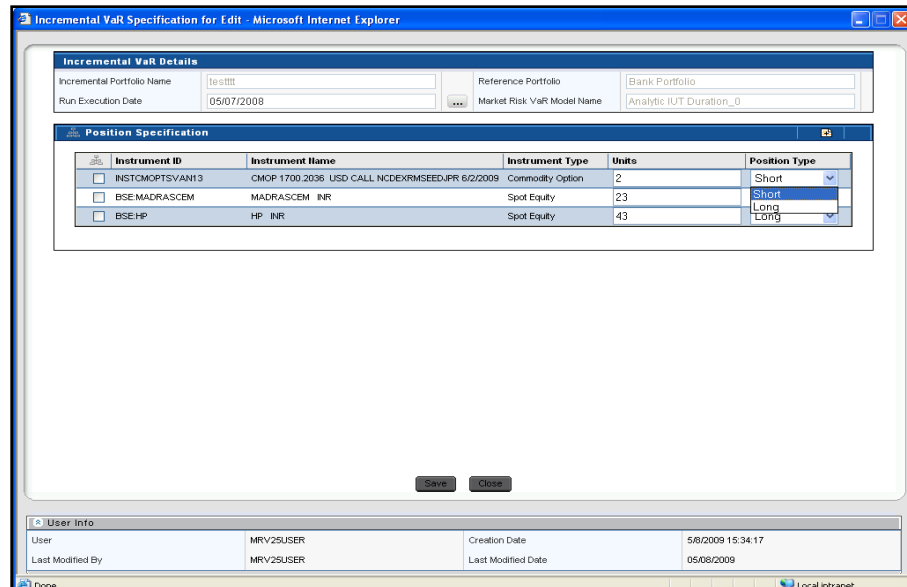 Incremental VaR Specification for Edit - Microsoft Internet Explorer
Incremental VaR Details
Incremental Portfolio Name testttt Reference Portfolio Bank Portfolio
Run Execution Date 05/07/2008 ... Market Risk VaR Model Name Analytic IUT Duration_0
Position Specification
Instrument ID Instrument Name Instrument Type Units Position Type
INSTCMOPTSVAN13 CMOP 1700.2036 USD CALL NCDEXRMSEEDJPR 6/2/2009 Commodity Option 2 Short
BSE:MADRASCEM MADRASCEM INR Spot Equity 23 Short
Long
BSE:HP HP INR Spot Equity 43 Long
Save Close
User Info
User MRV25USER Creation Date 5/8/2009 15:34:17
Last Modified By MRV25USER Last Modified Date 05/08/2009
Done Local intranet